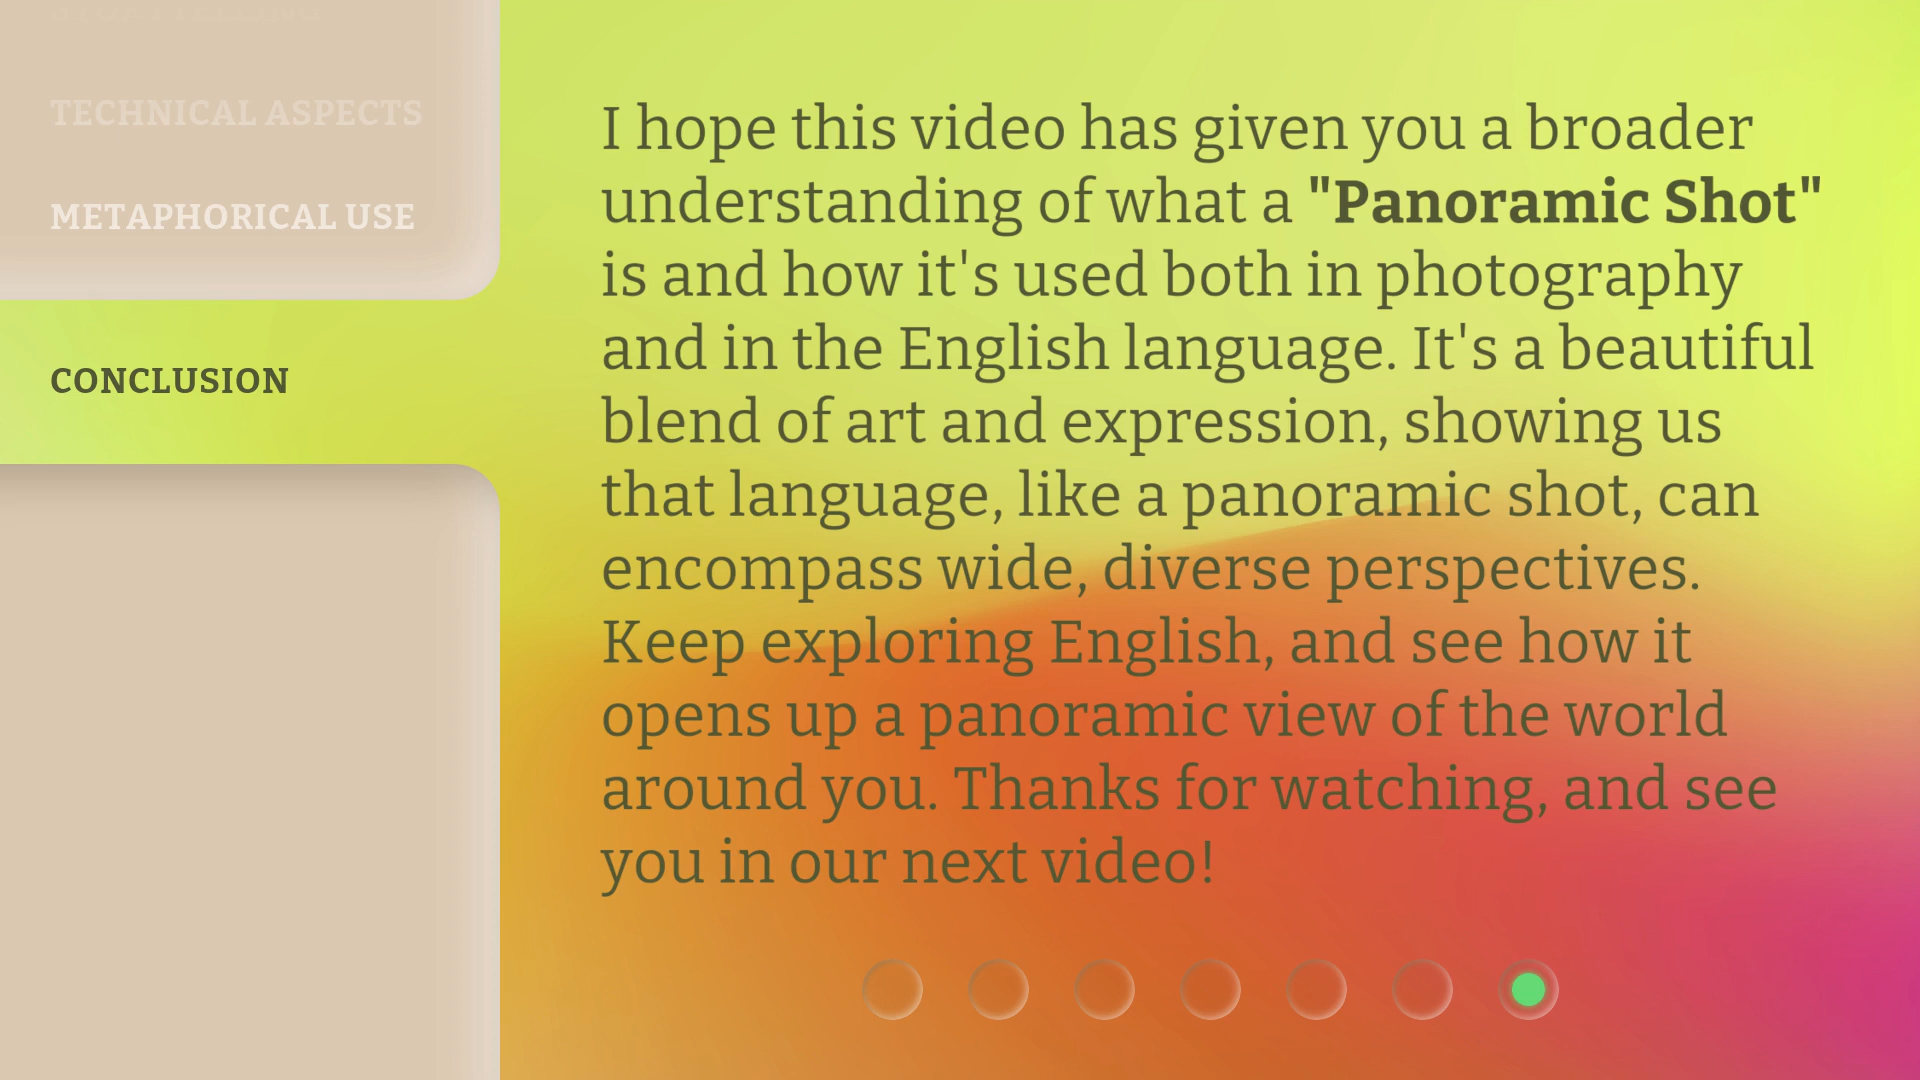 TECHNICAL ASPECTS
METAPHORICAL USE
CONCLUSION
I hope this video has given you a broader
understanding of what a "Panoramic Shot"
is and how it's used both in photography
and in the English language. It's a beautiful
blend of art and expression, showing us
that language, like a panoramic shot, can
encompass wide, diverse perspectives.
Keep exploring English, and see how it
opens up a panoramic view of the world
around you. Thanks for watching, and see
you in our next video!